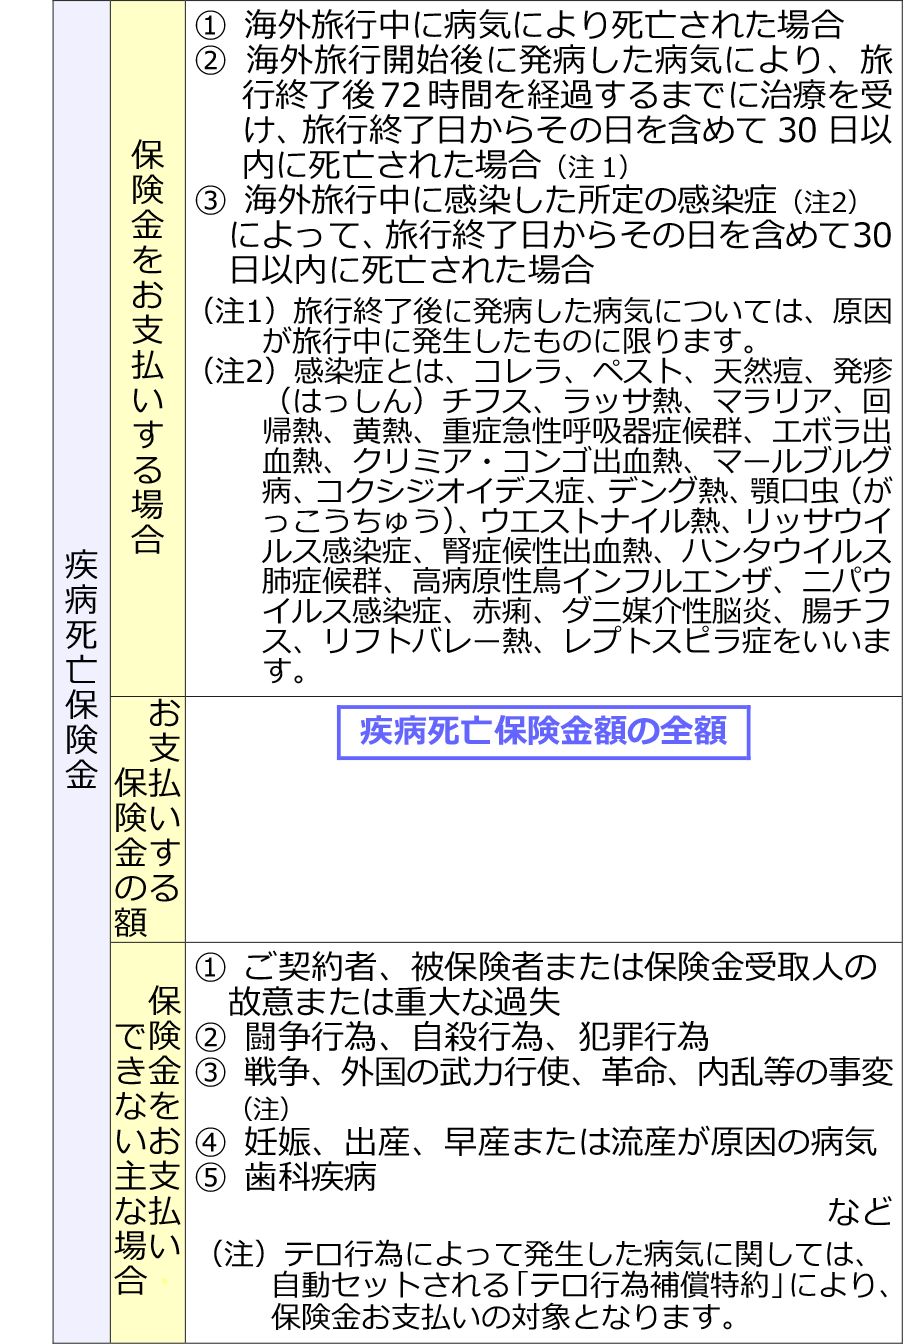 疾病死亡保険金
保険金をお支払いする場合
① 海外旅行中に病気により死亡された場合
② 海外旅行開始後に発病した病気により、旅
行終了後72時間を経過するまでに治療を受
け、旅行終了日からその日を含めて 30 日以
内に死亡された場合（注 1）
③ 海外旅行中に感染した所定の感染症（注2）
によって、旅行終了日からその日を含めて30
日以内に死亡された場合
（注1）旅行終了後に発病した病気については、原因
が旅行中に発生したものに限ります。
（注2）感染症とは、コレラ、ペスト、天然痘、発疹
（はっしん）チフス、ラッサ熱、マラリア、回
帰熱、黄熱、重症急性呼吸器症候群、エボラ出
血熱、クリミア・コンゴ出血熱、マールブルグ
病、コクシジオイデス症、デング熱、顎口虫（が
っこうちゅう）、ウエストナイル熱、リッサウイ
ルス感染症、腎症候性出血熱、ハンタウイルス
肺症候群、高病原性鳥インフルエンザ、ニパウ
イルス感染症、赤痢、ダニ媒介性脳炎、腸チフ
ス、リフトバレー熱、レプトスピラ症をいいま
す。
お支払いする
保険金の額
疾病死亡保険金額の全額
保険金をお支払い
できない主な場合
① ご契約者、被保険者または保険金受取人の
故意または重大な過失
② 闘争行為、自殺行為、犯罪行為
③ 戦争、外国の武力行使、革命、内乱等の事変
（注）
④ 妊娠、出産、早産または流産が原因の病気
⑤ 歯科疾病
など
（注）テロ行為によって発生した病気に関しては、
自動セットされる「テロ行為補償特約」により、
保険金お支払いの対象となります。